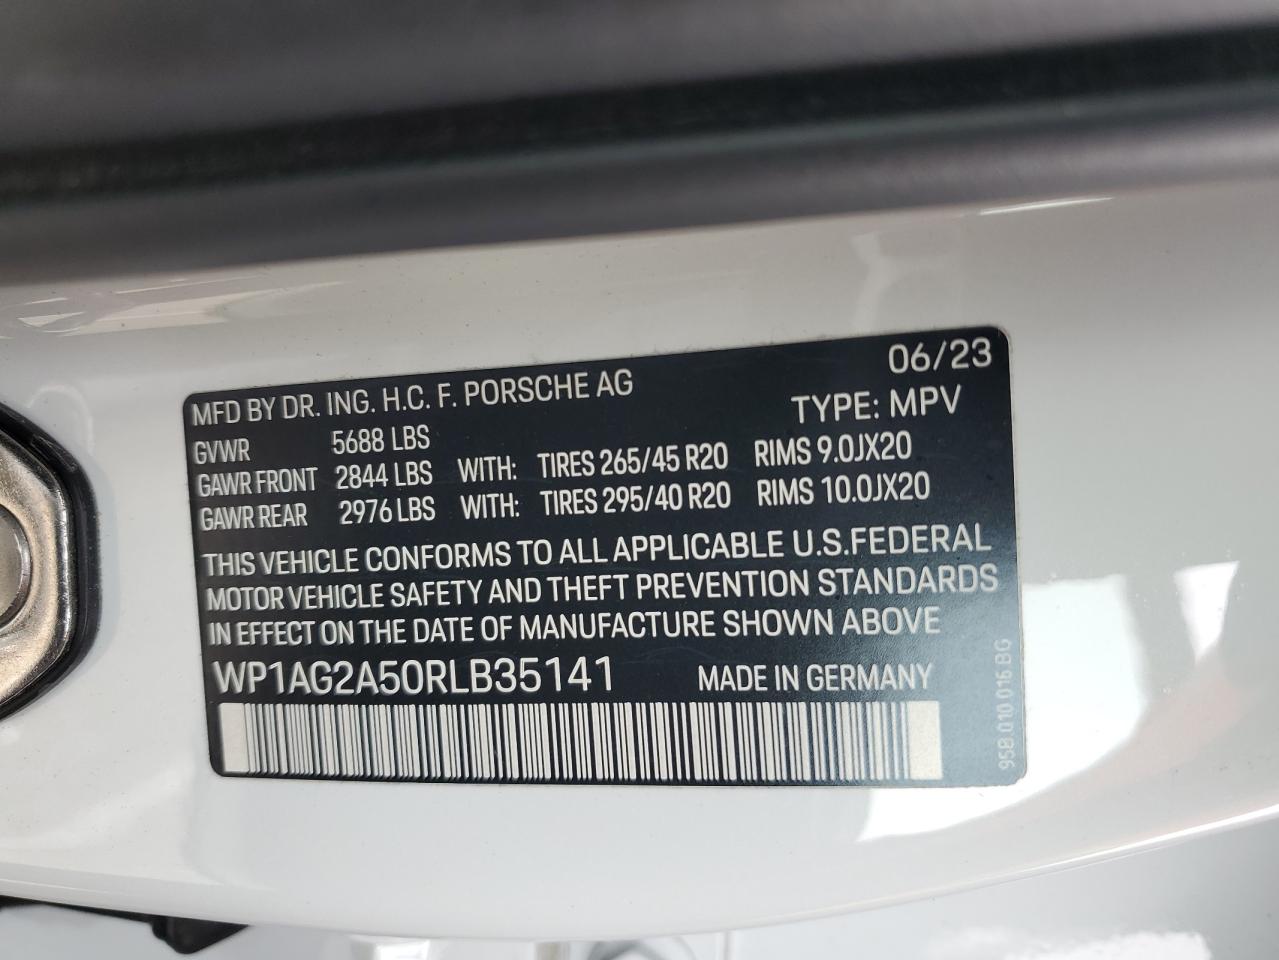 06/23
MFD BY DR. ING. H.C. F. PORSCHE AG
TYPE: MPV
GVWR 5688 LBS
GAWR FRONT 2844 LBS WITH: TIRES 265/45 R20 RIMS 9.0JX20
GAWR REAR 2976 LBS WITH: TIRES 295/40 R20 RIMS 10.0JX20
THIS VEHICLE CONFORMS TO ALL APPLICABLE U.S.FEDERAL
MOTOR VEHICLE SAFETY AND THEFT PREVENTION STANDARDS
IN EFFECT ON THE DATE OF MANUFACTURE SHOWN ABOVE
WP1AG2A50RLB35141 MADE IN GERMANY
95B 010 016 BG